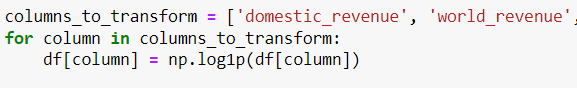 columns_to_transform = ['domestic_revenue', 'world_revenue',
for column in columns_to_transform:
    df[column] = np.log1p(df[column])